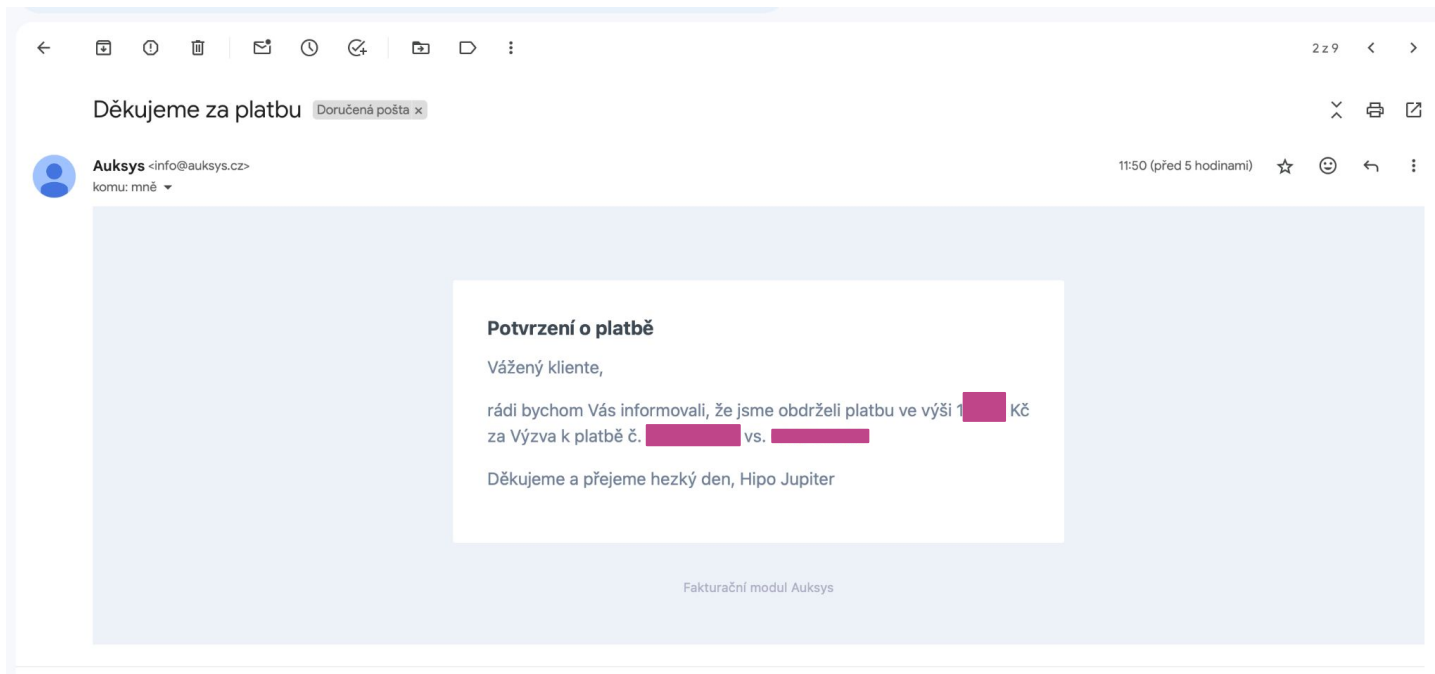 2 z 9
Děkujeme za platbu Doručená pošta ×
Auksys <info@auksys.cz>
11:50 (před 5 hodinami)
komu: mně
Potvrzení o platbě
Vážený kliente,
rádi bychom Vás informovali, že jsme obdrželi platbu ve výši 1 Kč
za Výzva k platbě č. vs.
Děkujeme a přejeme hezký den, Hipo Jupiter
Fakturační modul Auksys